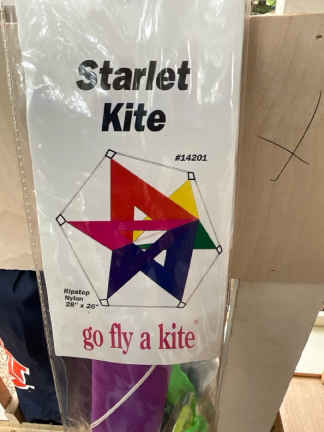 Starlet
Kite
#14201
Ripstop
Nylon
28" x 26"
go fly a kite